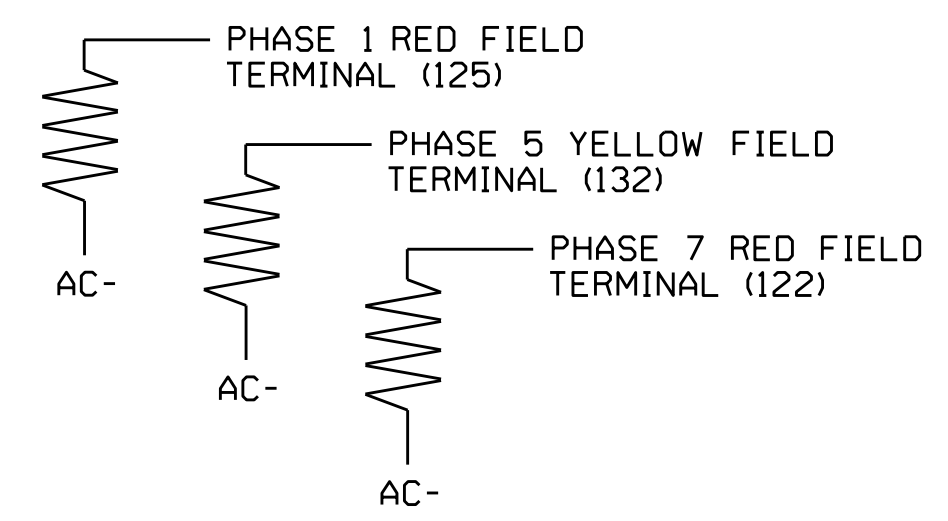 PHASE 1 RED FIELD
TERMINAL (125)
AC-
PHASE 5 YELLOW FIELD
TERMINAL (132)
AC-
PHASE 7 RED FIELD
TERMINAL (122)
AC-